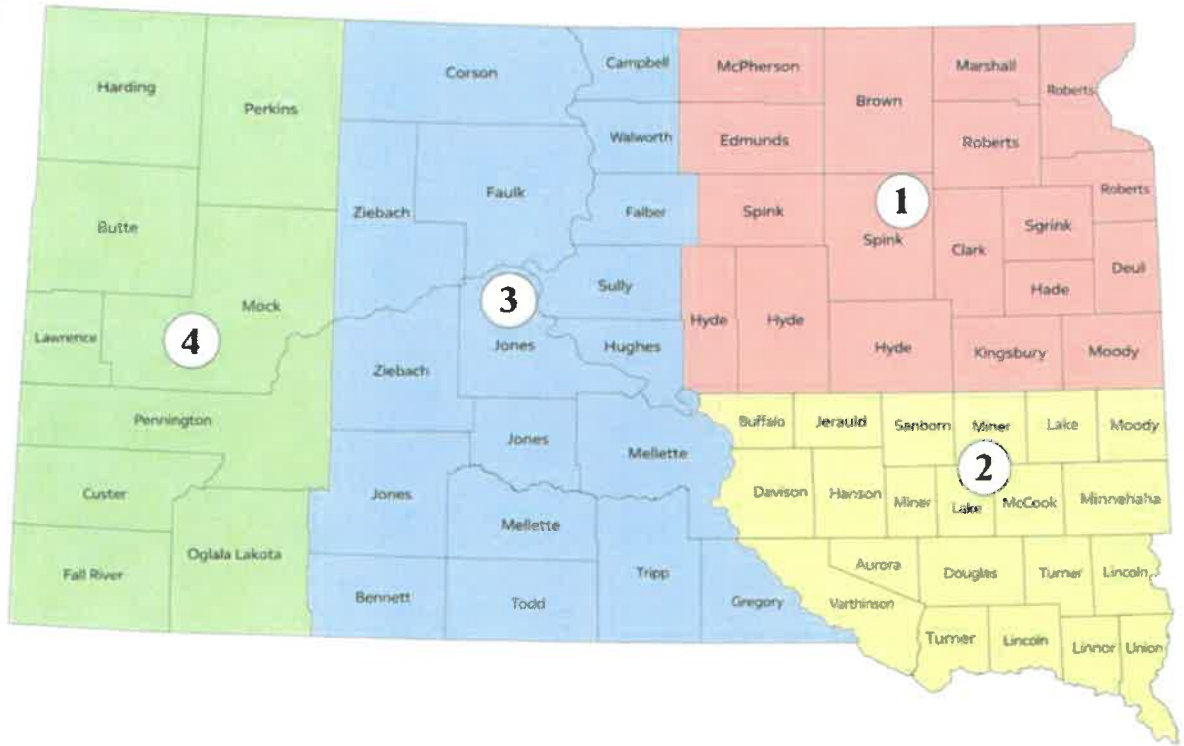 Harding
Perkins
Corson
Campbell
McPherson
Brown
Marshall
Roberts
Walworth
Edmunds
Roberts
Butte
Ziebach
Faulk
Falber
Spink
1
Spink
Clark
Sgrink
Roberts
Deuil
Lawrence
Mock
4
3
Sully
Hade
Jones
Hughes
Hyde
Hyde
Hyde
Kingsbury
Moody
Pennington
Ziebach
Jones
Mellette
Buffalo
Jerauld
Sanborn
Miner
Lake
Moody
2
Custer
Jones
Mellette
Davison
Hanson
Miner
Lake
McCook
Minnehaha
Fall River
Oglala Lakota
Bennett
Todd
Tripp
Gregory
Aurora
Varthinson
Douglas
Turner
Lincoln
Turner
Lincoln
Linnor
Union